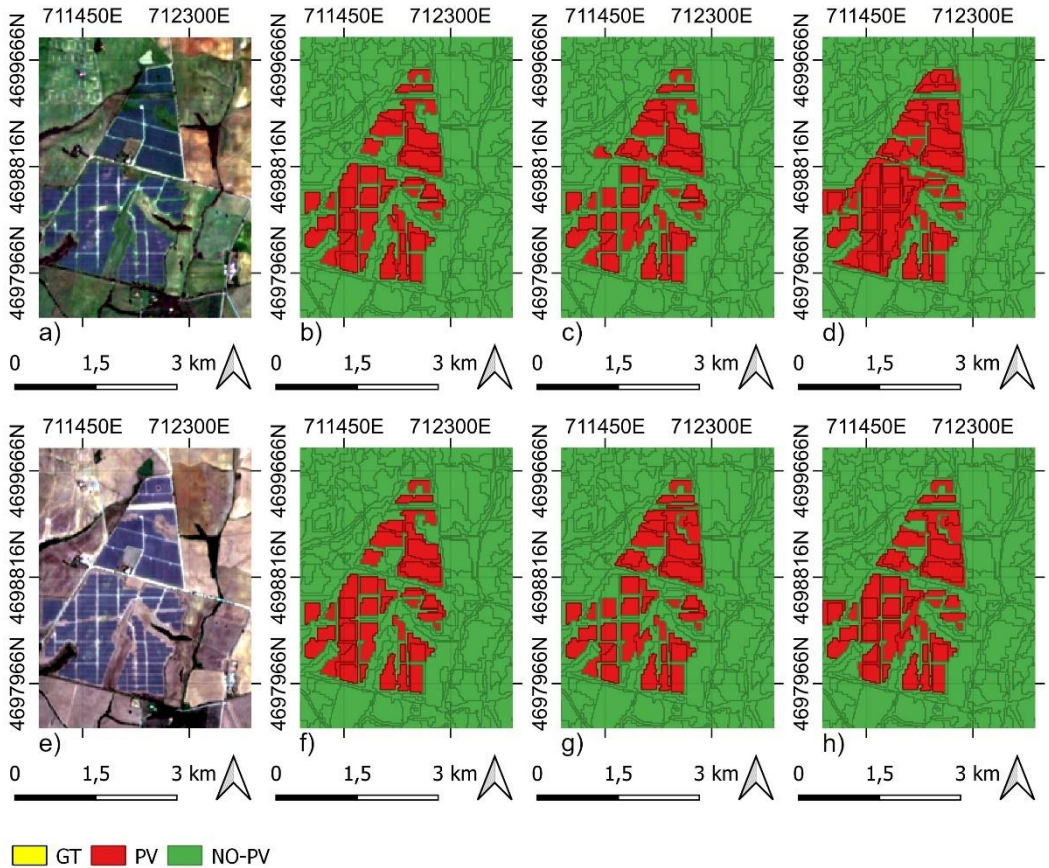 711450E 712300E 711450E 712300E 711450E 712300E 711450E 712300E
4699666N 4699666N 4699666N 4699666N
4698816N 4698816N 4698816N 4698816N
4697966N 4697966N 4697966N 4697966N
a) b) c) d)
0 1,5 3 km 0 1,5 3 km 0 1,5 3 km 0 1,5 3 km
711450E 712300E 711450E 712300E 711450E 712300E 711450E 712300E
4699666N 4699666N 4699666N 4699666N
4698816N 4698816N 4698816N 4698816N
4697966N 4697966N 4697966N 4697966N
e) f) g) h)
0 1,5 3 km 0 1,5 3 km 0 1,5 3 km 0 1,5 3 km
GT PV NO-PV